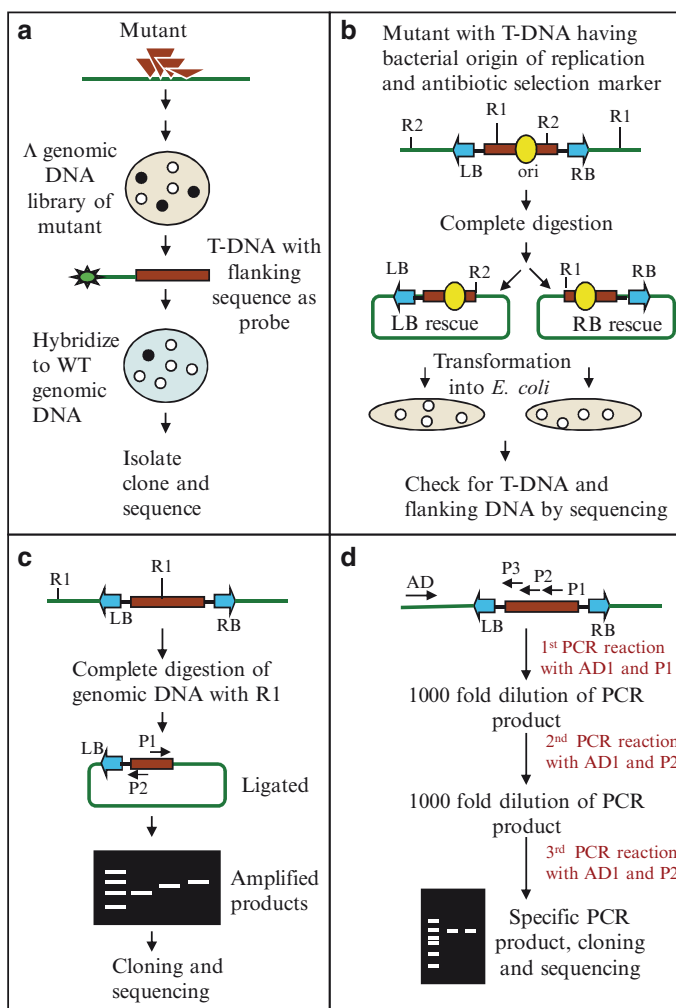 a
Mutant
Λ genomic
DNA
library of
mutant
T-DNA with
flanking
sequence as
probe
Hybridize
to WT
genomic
DNA
Isolate
clone and
sequence
b
Mutant with T-DNA having
bacterial origin of replication
and antibiotic selection marker
R2
R1
R2
R1
LB
ori
RB
Complete digestion
LB
R2
R1
RB
LB rescue
RB rescue
Transformation
into E. coli
Check for T-DNA and
flanking DNA by sequencing
c
R1
R1
LB
RB
Complete digestion of
genomic DNA with R1
LB
P1
P2
Ligated
Amplified
products
Cloning and
sequencing
d
AD
P3
P2
P1
LB
RB
1st PCR reaction
with AD1 and P1
1000 fold dilution of PCR
product
2nd PCR reaction
with AD1 and P2
1000 fold dilution of PCR
product
3rd PCR reaction
with AD1 and P2
Specific PCR
product, cloning
and sequencing